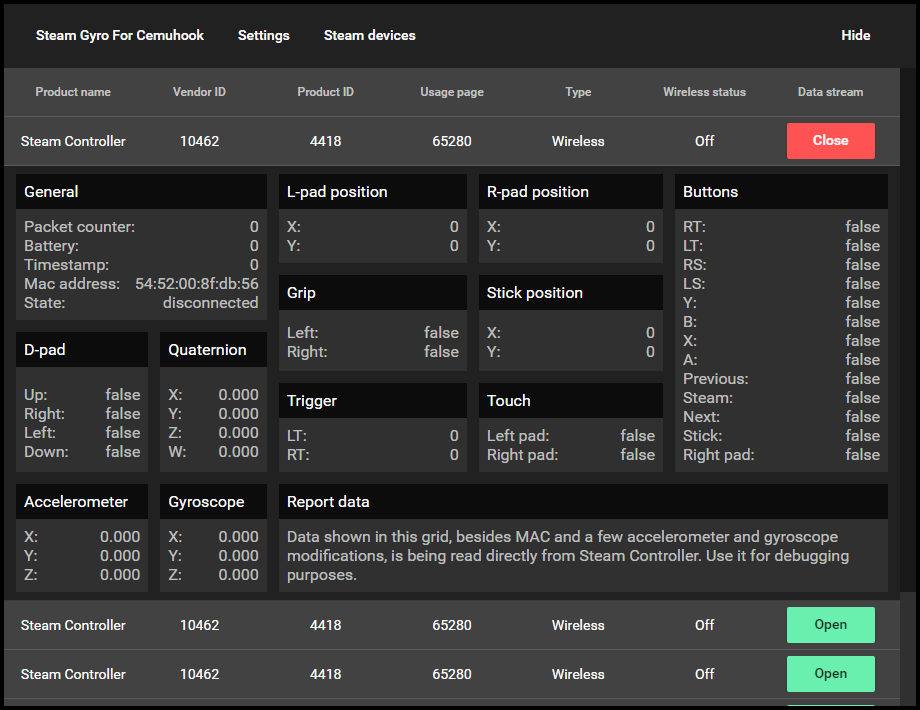 Steam Gyro For Cemuhook Settings Steam devices Hide
Product name Vendor ID Product ID Usage page Type Wireless status Data stream
Steam Controller 10462 4418 65280 Wireless Off Close
General
Packet counter: 0
Battery: 0
Timestamp: 0
Mac address: 54:52:00:8f:db:56
State: disconnected
L-pad position
X: 0
Y: 0
R-pad position
X: 0
Y: 0
Buttons
RT: false
LT: false
RS: false
LS: false
Y: false
B: false
X: false
A: false
Previous: false
Steam: false
Next: false
Stick: false
Right pad: false
Grip
Left: false
Right: false
Stick position
X: 0
Y: 0
D-pad
Up: false
Right: false
Left: false
Down: false
Quaternion
X: 0.000
Y: 0.000
Z: 0.000
W: 0.000
Trigger
LT: 0
RT: 0
Touch
Left pad: false
Right pad: false
Accelerometer
X: 0.000
Y: 0.000
Z: 0.000
Gyroscope
X: 0.000
Y: 0.000
Z: 0.000
Report data
Data shown in this grid, besides MAC and a few accelerometer and gyroscope
modifications, is being read directly from Steam Controller. Use it for debugging
purposes.
Steam Controller 10462 4418 65280 Wireless Off Open
Steam Controller 10462 4418 65280 Wireless Off Open